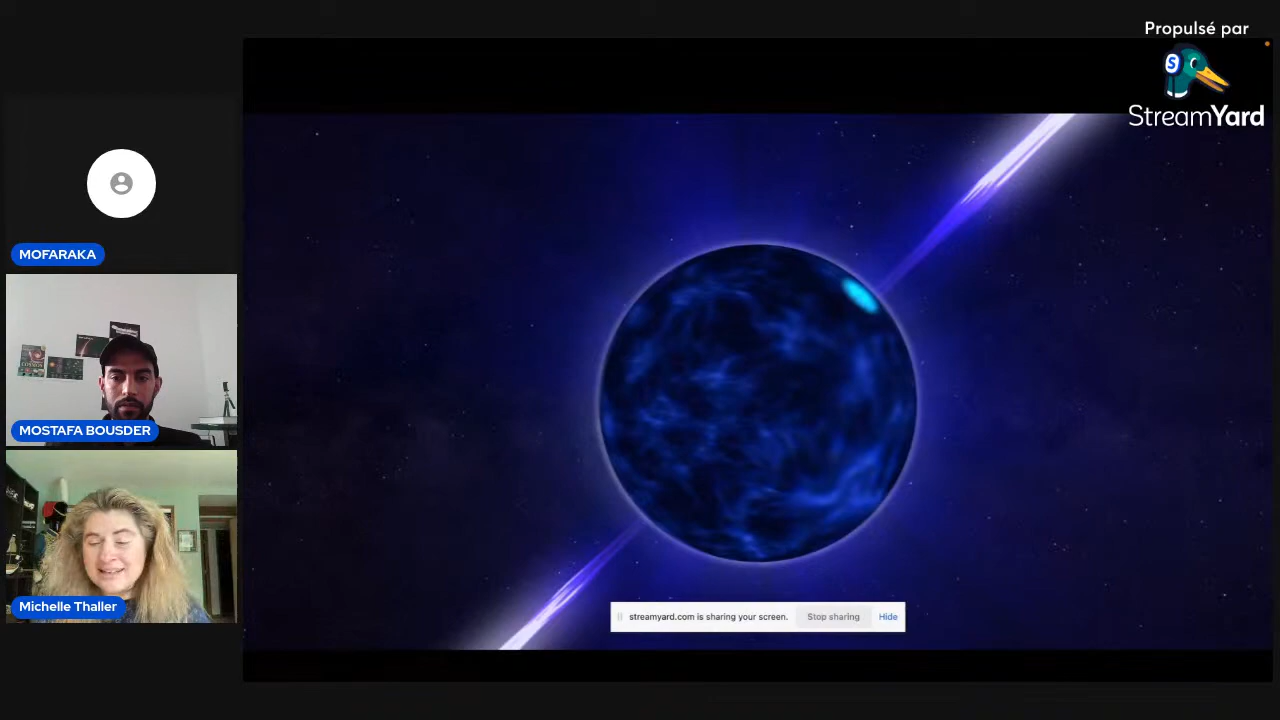 Propulsé par
StreamYard
MOFARAKA
MOSTAFA BOUSDER
Michelle Thaller
streamyard.com is sharing your screen. Stop sharing Hide